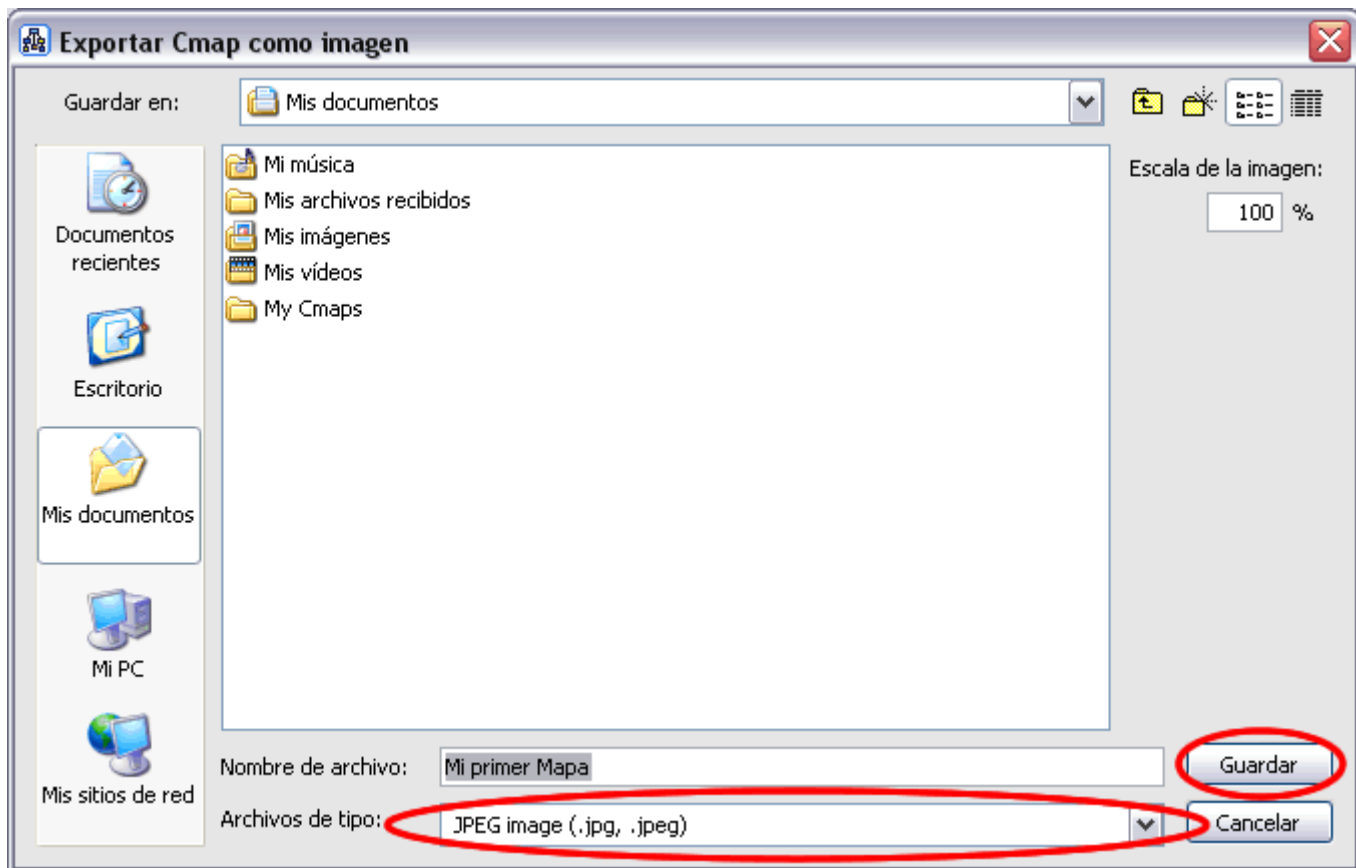 Exportar Cmap como imagen
Guardar en:
Mis documentos
Documentos
recientes
Escritorio
Mis documentos
Mi PC
Mis sitios de red
Mi música
Mis archivos recibidos
Mis imágenes
Mis vídeos
My Cmaps
Escala de la imagen:
100 %
Nombre de archivo: Mi primer Mapa
Guardar
Archivos de tipo: JPEG image (.jpg, .jpeg)
Cancelar